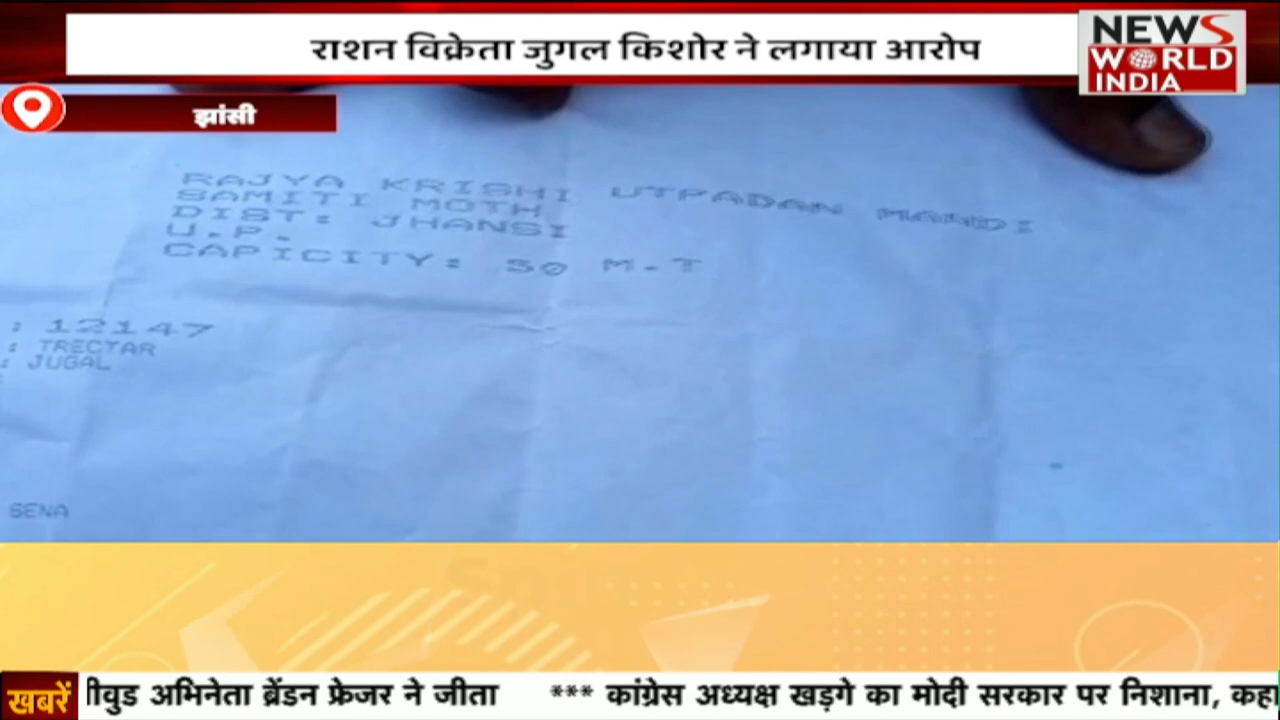 राशन विक्रेता जुगल किशोर ने लगाया आरोप
NEWS
WORLD
INDIA
झांसी
RAJYA KRISHI UTPADAN MANDI
SAMITI MOTH
DIST: JHANSI
U.P.
CAPICITY: 50 M.T
: 12147
: TRECTAR
: JUGAL
SENA
खबरें
ीवुड अभिनेता ब्रेंडन फ्रेजर ने जीता *** कांग्रेस अध्यक्ष खड़गे का मोदी सरकार पर निशाना, कहा